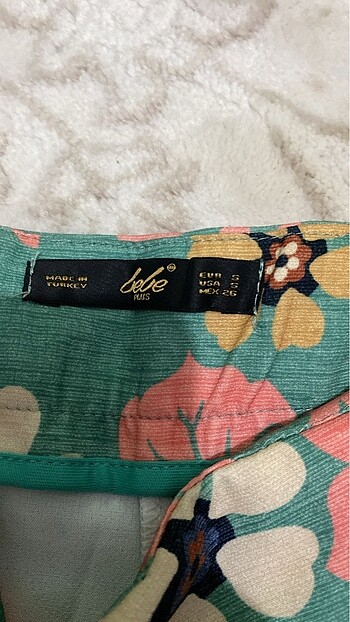 MADE IN
TURKEY
bebe
PLUS
EUR S
USA S
MEX-26